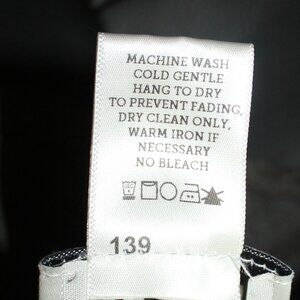 MACHINE WASH
COLD GENTLE
HANG TO DRY
TO PREVENT FADING,
DRY CLEAN ONLY,
WARM IRON IF
NECESSARY
NO BLEACH
139